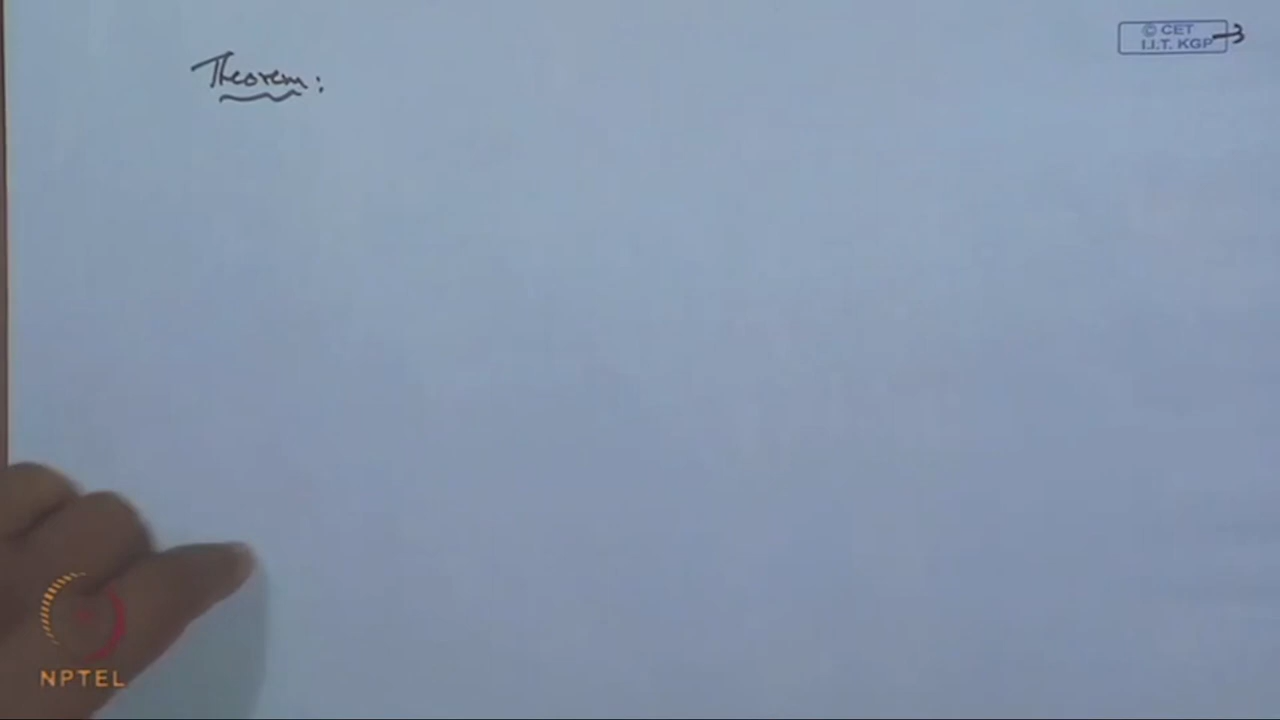 Theorem:
© CET
I.I.T. KGP
3
NPTEL